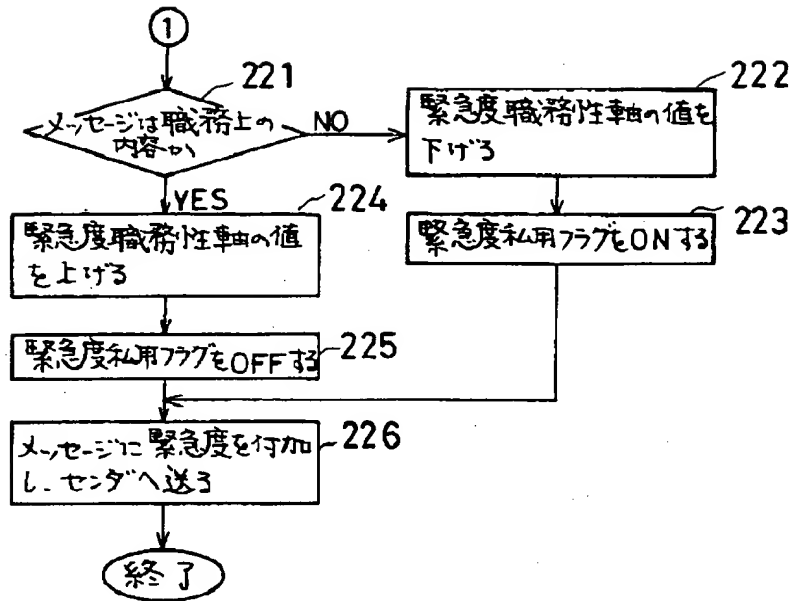 1
221
メッセージは職務上の
内容か
NO
222
緊急度職務性軸の値を
下げる
YES
224
緊急度職務性軸の値
を上げる
223
緊急度私用フラグをONする
緊急度私用フラグをOFFする
225
メッセージに緊急度を付加
し、センダへ送る
226
終了